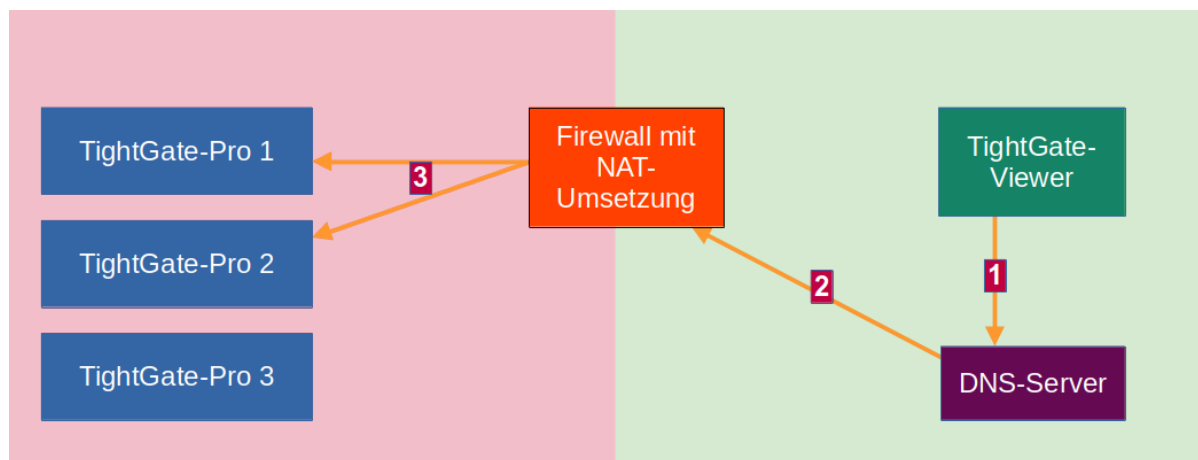 TightGate-Pro 1
TightGate-Pro 2
TightGate-Pro 3
3
Firewall mit
NAT-
Umsetzung
2
TightGate-
Viewer
1
DNS-Server